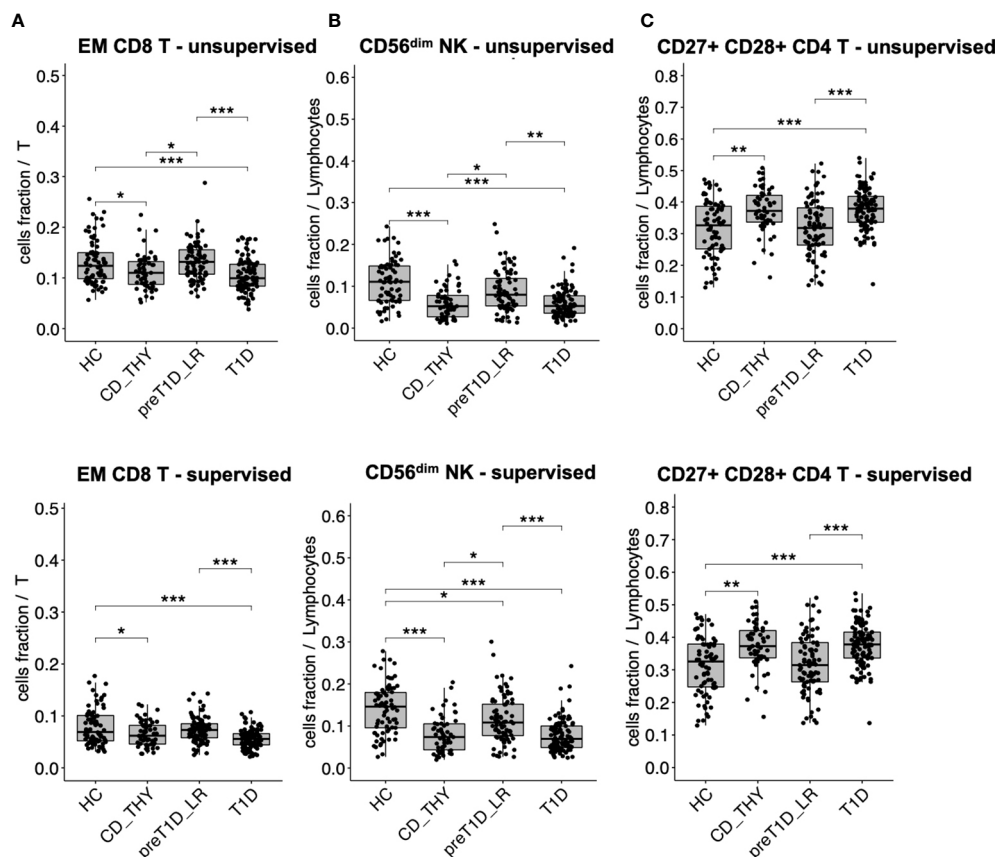 A
EM CD8 T - unsupervised
cells fraction / T
0.5
0.4
0.3
0.2
0.1
0.0
***
*
***
*
HC
CD_THY
preT1D_LR
T1D
B
CD56dim NK - unsupervised
cells fraction / Lymphocytes
0.6
0.5
0.4
0.3
0.2
0.1
0.0
**
*
***
***
HC
CD_THY
preT1D_LR
T1D
C
CD27+ CD28+ CD4 T - unsupervised
cells fraction / Lymphocytes
0.8
0.7
0.6
0.5
0.4
0.3
0.2
0.1
0.0
***
***
**
HC
CD_THY
preT1D_LR
T1D
EM CD8 T - supervised
cells fraction / T
0.5
0.4
0.3
0.2
0.1
0.0
***
***
*
HC
CD_THY
preT1D_LR
T1D
CD56dim NK - supervised
cells fraction / Lymphocytes
0.6
0.5
0.4
0.3
0.2
0.1
0.0
***
*
***
*
***
HC
CD_THY
preT1D_LR
T1D
CD27+ CD28+ CD4 T - supervised
cells fraction / Lymphocytes
0.8
0.7
0.6
0.5
0.4
0.3
0.2
0.1
0.0
***
***
**
HC
CD_THY
preT1D_LR
T1D